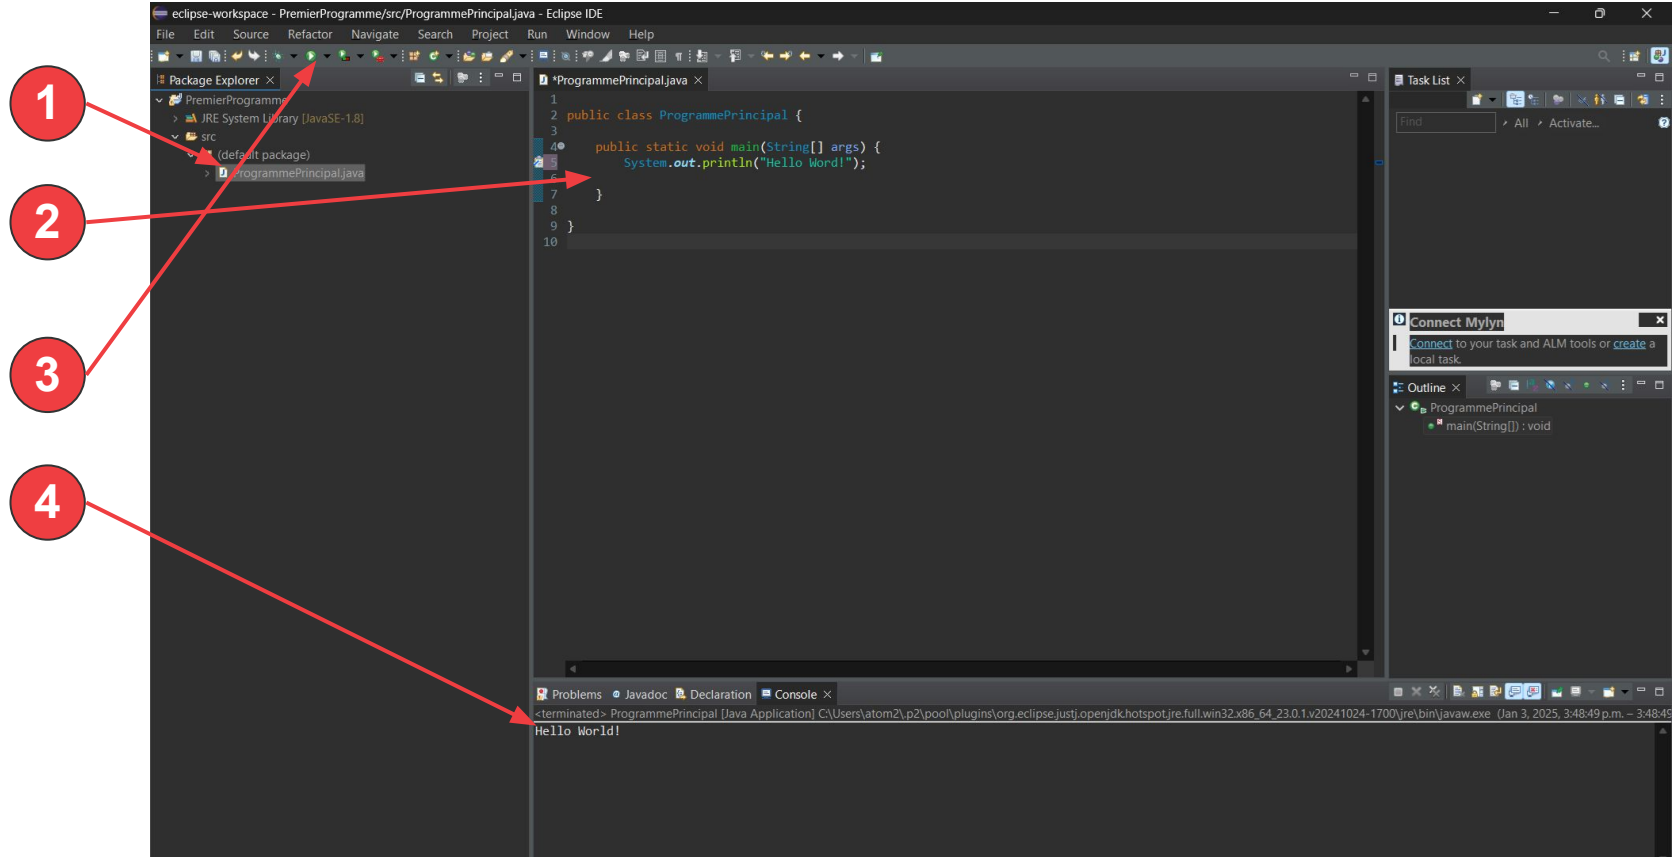 eclipse-workspace - PremierProgramme/src/ProgrammePrincipal.java - Eclipse IDE
File Edit Source Refactor Navigate Search Project Run Window Help
1
2
3
4
Package Explorer
PremierProgramme
JRE System Library [JavaSE-1.8]
src
(default package)
ProgrammePrincipal.java
*ProgrammePrincipal.java
1
2 public class ProgrammePrincipal {
3
4 public static void main(String[] args) {
5 System.out.println("Hello Word!");
6
7 }
8
9 }
10
Task List
Find All Activate...
Connect Mylyn
Connect to your task and ALM tools or create a
local task.
Outline
ProgrammePrincipal
main(String[]) : void
Problems Javadoc Declaration Console
<terminated> ProgrammePrincipal [Java Application] C:\Users\atom2\.p2\pool\plugins\org.eclipse.justj.openjdk.hotspot.jre.full.win32.x86_64_23.0.1.v20241024-1700\jre\bin\javaw.exe (Jan 3, 2025, 3:48:49 p.m. – 3:48:49
Hello World!